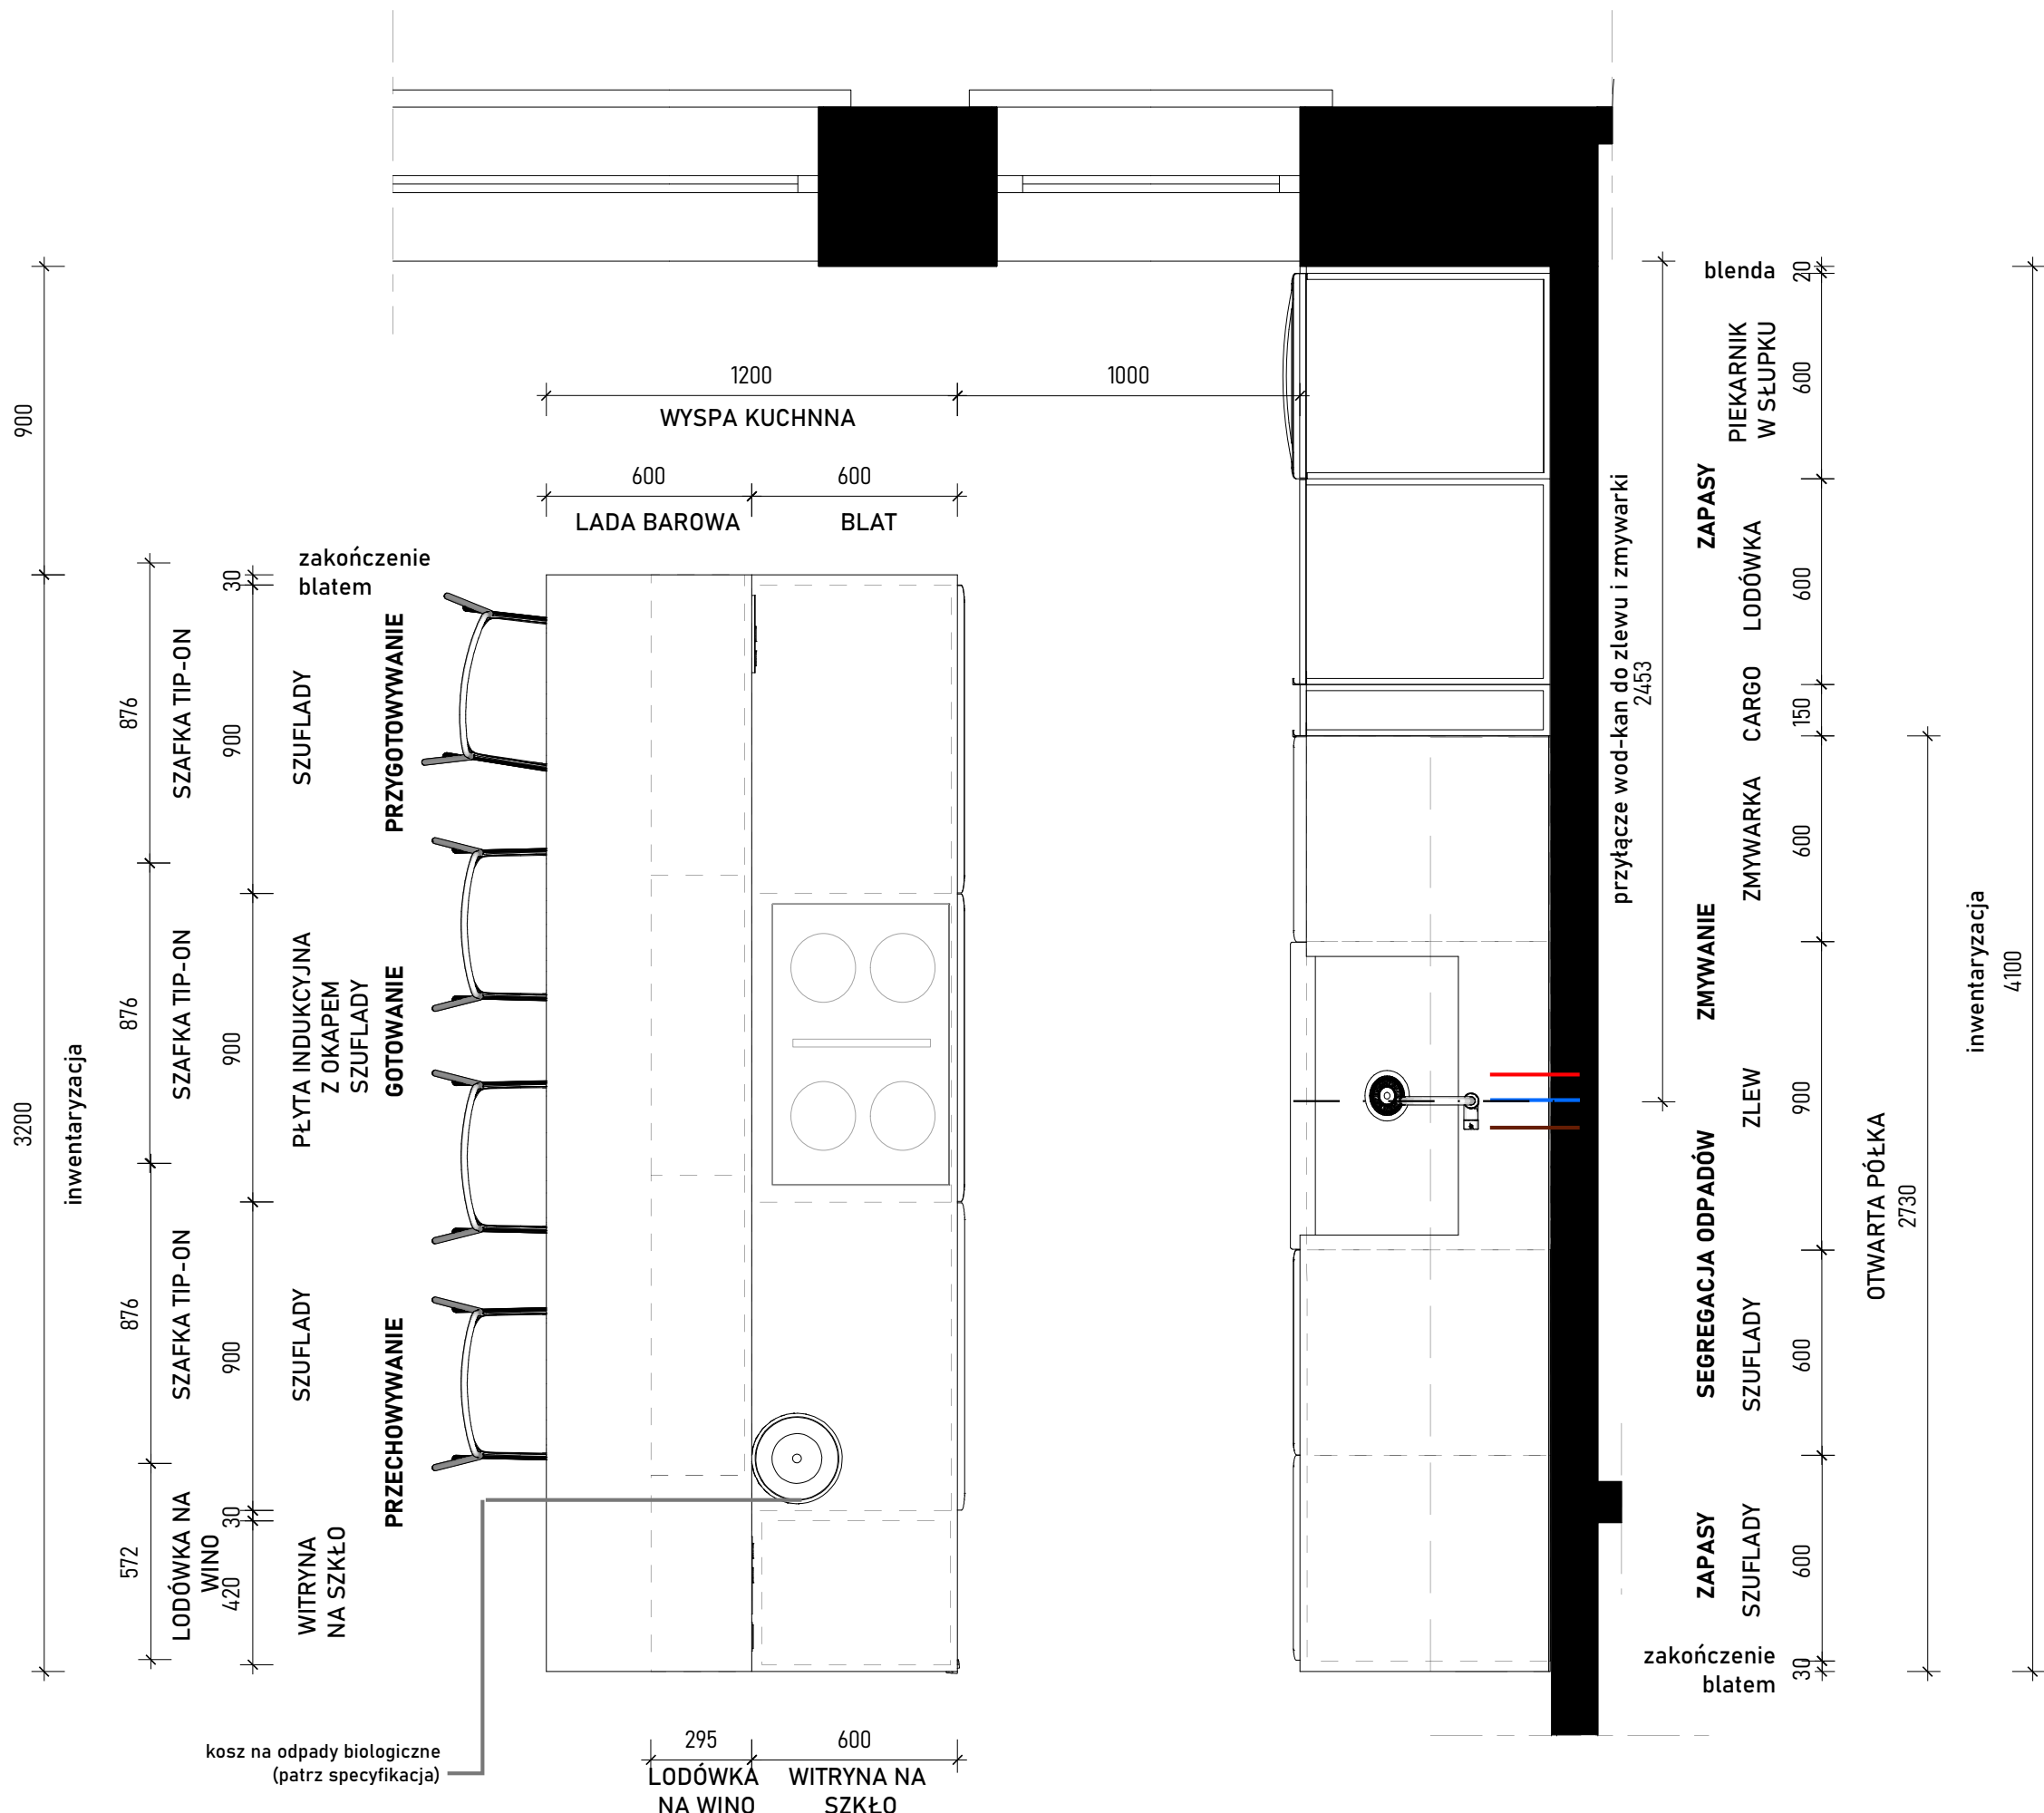 1200
WYSPA KUCHNNA
1000
600
LADA BAROWA
600
BLAT
900
3200
inwentaryzacja
876
SZAFKA TIP-ON
876
SZAFKA TIP-ON
876
SZAFKA TIP-ON
572
LODÓWKA NA
WINO
zakończenie
blatem
30
900
SZUFLADY
PRZYGOTOWYWANIE
900
PŁYTA INDUKCYJNA
Z OKAPEM
SZUFLADY
GOTOWANIE
900
SZUFLADY
PRZECHOWYWANIE
30
420
WITRYNA
NA SZKŁO
kosz na odpady biologiczne
(patrz specyfikacja)
295
LODÓWKA
NA WINO
600
WITRYNA NA
SZKŁO
przyłącze wod-kan do zlewu i zmywarki
2453
blenda
20
PIEKARNIK
W SŁUPKU
600
ZAPASY
LODÓWKA
600
CARGO
150
ZMYWARKA
600
ZMYWANIE
ZLEW
900
SEGREGACJA ODPADÓW
SZUFLADY
600
ZAPASY
SZUFLADY
600
zakończenie
blatem
30
OTWARTA PÓŁKA
2730
inwentaryzacja
4100